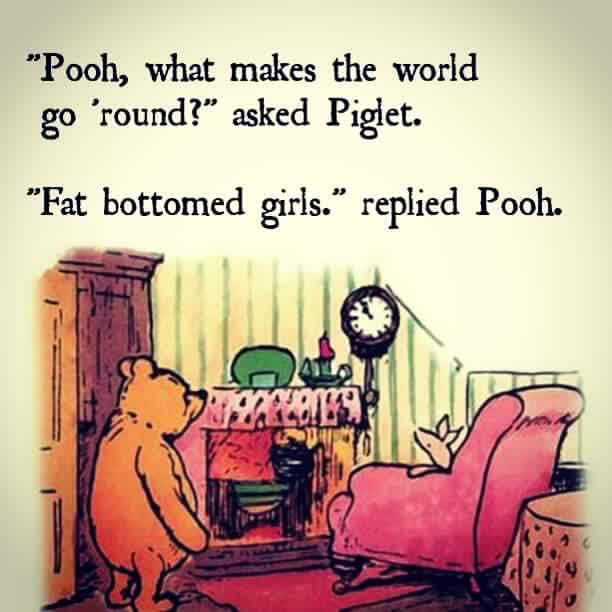 "Pooh, what makes the world
go 'round?" asked Piglet.
"Fat bottomed girls." replied Pooh.